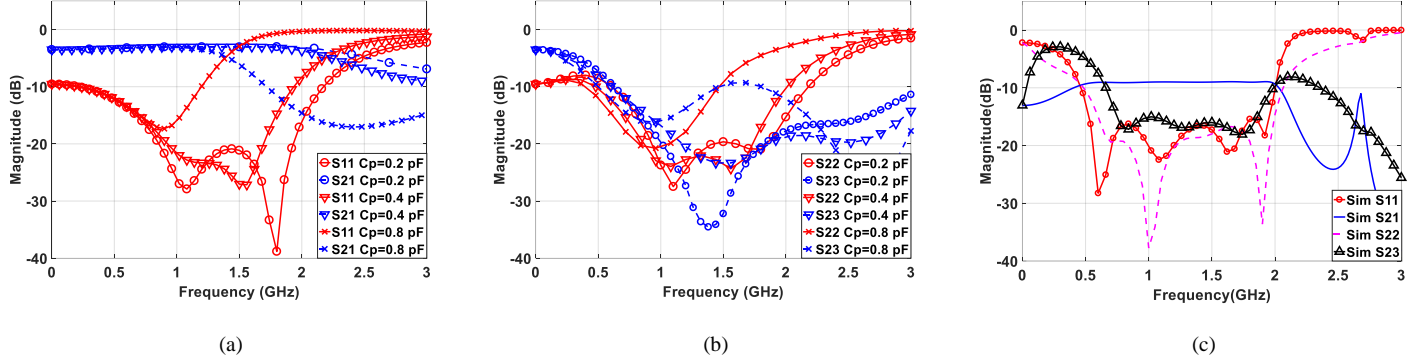 0
-10
-20
-30
-40
Magnitude (dB)
0
0.5
1
1.5
2
2.5
3
Frequency (GHz)
S11 Cp=0.2 pF
S21 Cp=0.2 pF
S11 Cp=0.4 pF
S21 Cp=0.4 pF
S11 Cp=0.8 pF
S21 Cp=0.8 pF
(a)
0
-10
-20
-30
-40
Magnitude (dB)
0
0.5
1
1.5
2
2.5
3
Frequency (GHz)
S22 Cp=0.2 pF
S23 Cp=0.2 pF
S22 Cp=0.4 pF
S23 Cp=0.4 pF
S22 Cp=0.8 pF
S23 Cp=0.8 pF
(b)
0
-10
-20
-30
-40
Magnitude(dB)
0
0.5
1
1.5
2
2.5
3
Frequency(GHz)
Sim S11
Sim S21
Sim S22
Sim S23
(c)